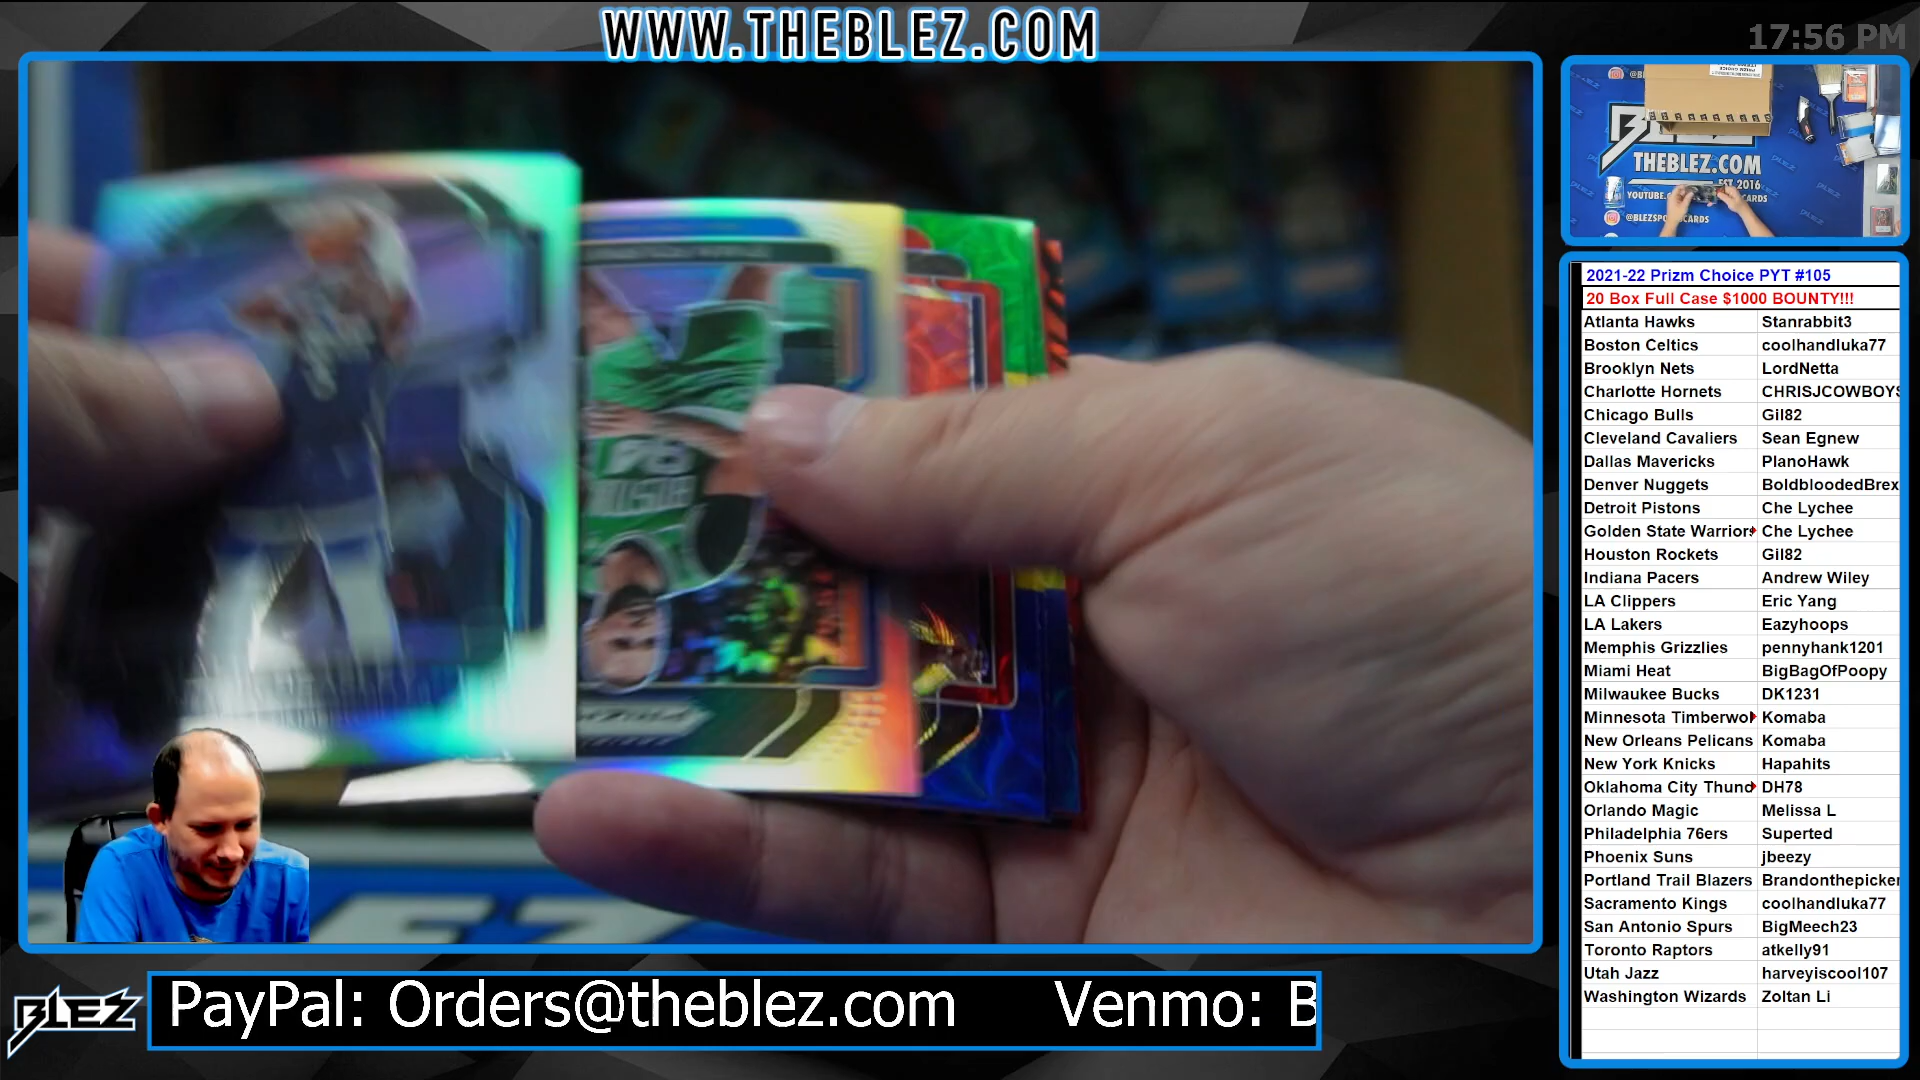 WWW.THEBLEZ.COM
17:56 PM
THEBLEZ.COM
EST 2016
@BLEZSPORTSCARDS
2021-22 Prizm Choice PYT #105
20 Box Full Case $1000 BOUNTY!!!
Atlanta Hawks Stanrabbit3
Boston Celtics coolhandluka77
Brooklyn Nets LordNetta
Charlotte Hornets CHRISJCOWBOYS
Chicago Bulls Gil82
Cleveland Cavaliers Sean Egnew
Dallas Mavericks PlanoHawk
Denver Nuggets BoldbloodedBrex
Detroit Pistons Che Lychee
Golden State Warriors Che Lychee
Houston Rockets Gil82
Indiana Pacers Andrew Wiley
LA Clippers Eric Yang
LA Lakers Eazyhoops
Memphis Grizzlies pennyhank1201
Miami Heat BigBagOfPoopy
Milwaukee Bucks DK1231
Minnesota Timberwol Komaba
New Orleans Pelicans Komaba
New York Knicks Hapahits
Oklahoma City Thund DH78
Orlando Magic Melissa L
Philadelphia 76ers Superted
Phoenix Suns jbeezy
Portland Trail Blazers Brandonthepicker
Sacramento Kings coolhandluka77
San Antonio Spurs BigMeech23
Toronto Raptors atkelly91
Utah Jazz harveyiscool107
Washington Wizards Zoltan Li
BLEZ
PayPal: Orders@theblez.com Venmo: B